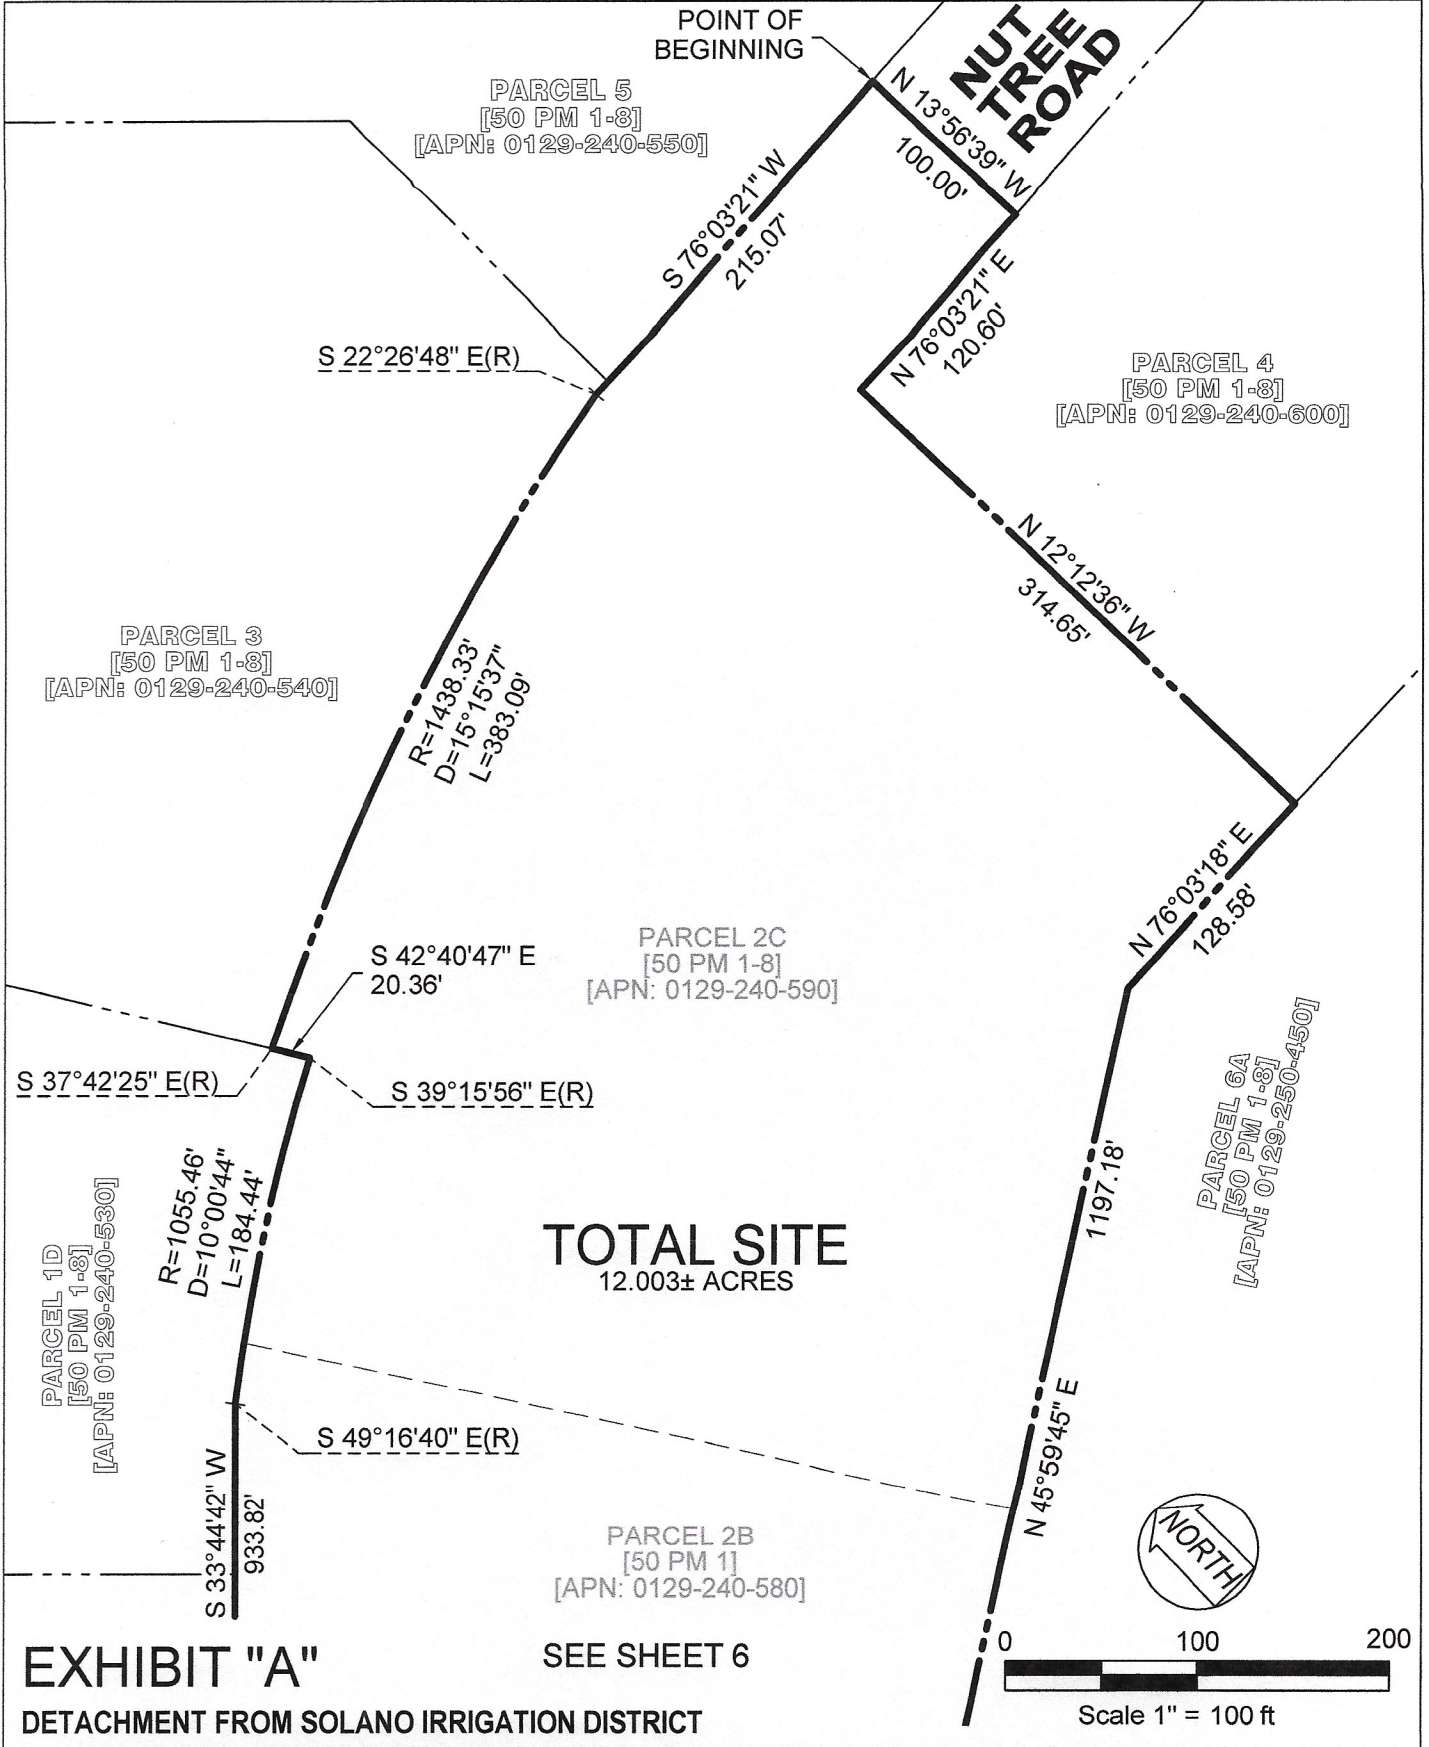 POINT OF
BEGINNING
NUT
TREE
ROAD
PARCEL 5
[50 PM 1-8]
[APN: 0129-240-550]
N 13°56'39" W
100.00'
S 76°03'21" W
215.07'
N 76°03'21" E
120.60'
S 22°26'48" E(R)
PARCEL 4
[50 PM 1-8]
[APN: 0129-240-600]
N 12°12'36" W
314.65'
PARCEL 3
[50 PM 1-8]
[APN: 0129-240-540]
R=1438.33'
D=15°15'37"
L=383.09'
N 76°03'18" E
128.58'
S 42°40'47" E
20.36'
PARCEL 2C
[50 PM 1-8]
[APN: 0129-240-590]
S 37°42'25" E(R)
S 39°15'56" E(R)
PARCEL 6A
[50 PM 1-8]
[APN: 0129-250-450]
1197.18'
R=1055.46'
D=10°00'44"
L=184.44'
PARCEL 1D
[50 PM 1-8]
[APN: 0129-240-530]
TOTAL SITE
12.003± ACRES
S 49°16'40" E(R)
N 45°59'45" E
S 33°44'42" W
933.82'
PARCEL 2B
[50 PM 1]
[APN: 0129-240-580]
NORTH
EXHIBIT "A"
SEE SHEET 6
0 100 200
Scale 1" = 100 ft
DETACHMENT FROM SOLANO IRRIGATION DISTRICT